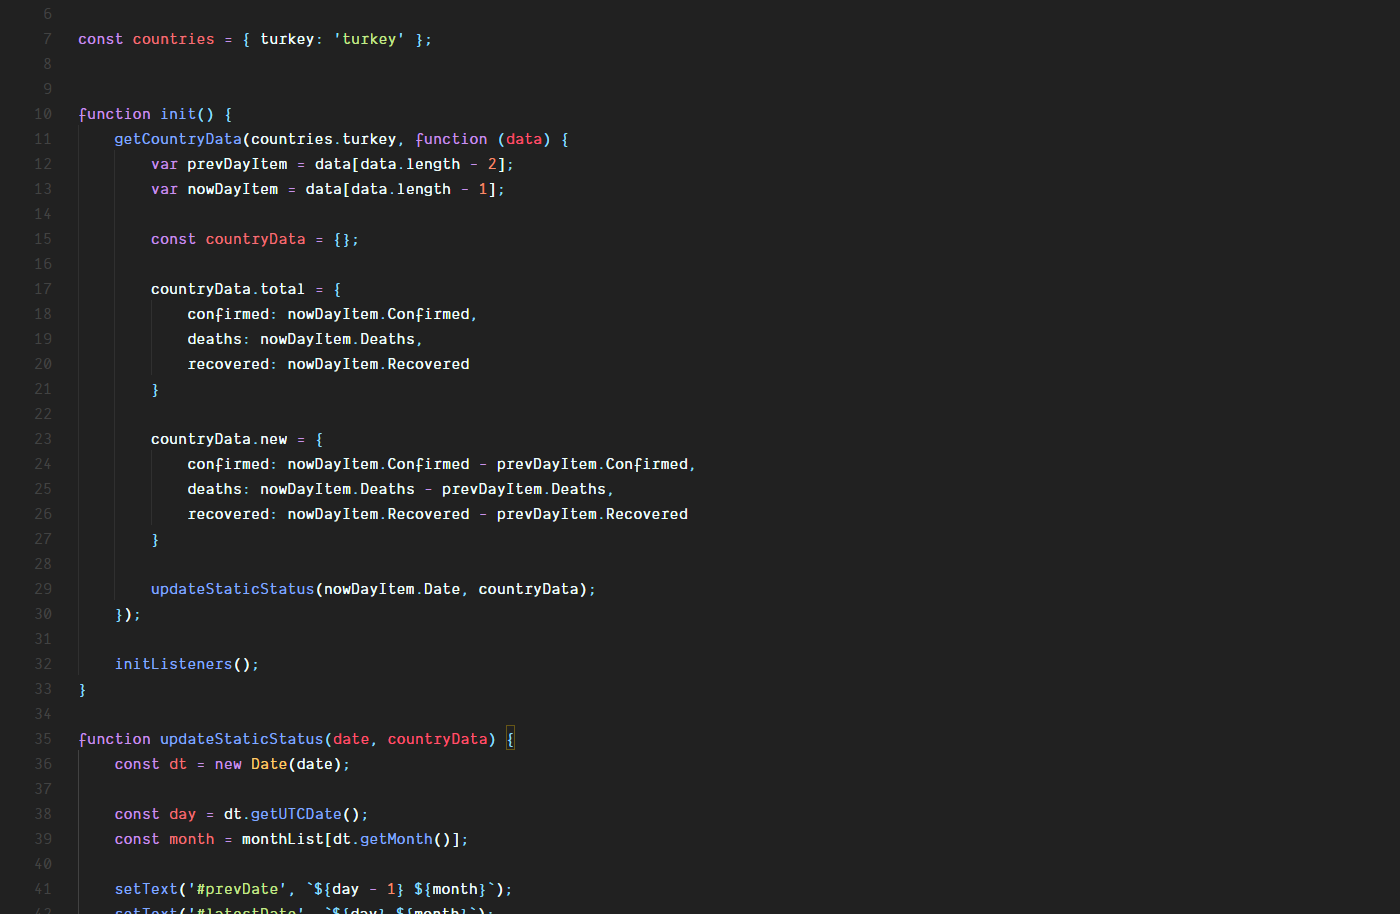 6
7 const countries = { turkey: 'turkey' };
8
9
10 function init() {
11 getCountryData(countries.turkey, function (data) {
12 var prevDayItem = data[data.length - 2];
13 var nowDayItem = data[data.length - 1];
14
15 const countryData = {};
16
17 countryData.total = {
18 confirmed: nowDayItem.Confirmed,
19 deaths: nowDayItem.Deaths,
20 recovered: nowDayItem.Recovered
21 }
22
23 countryData.new = {
24 confirmed: nowDayItem.Confirmed - prevDayItem.Confirmed,
25 deaths: nowDayItem.Deaths - prevDayItem.Deaths,
26 recovered: nowDayItem.Recovered - prevDayItem.Recovered
27 }
28
29 updateStaticStatus(nowDayItem.Date, countryData);
30 });
31
32 initListeners();
33 }
34
35 function updateStaticStatus(date, countryData) {
36 const dt = new Date(date);
37
38 const day = dt.getUTCDate();
39 const month = monthList[dt.getMonth()];
40
41 setText('#prevDate', `${day - 1} ${month}`);
42 setText('#latestDate', `${day} ${month}`);